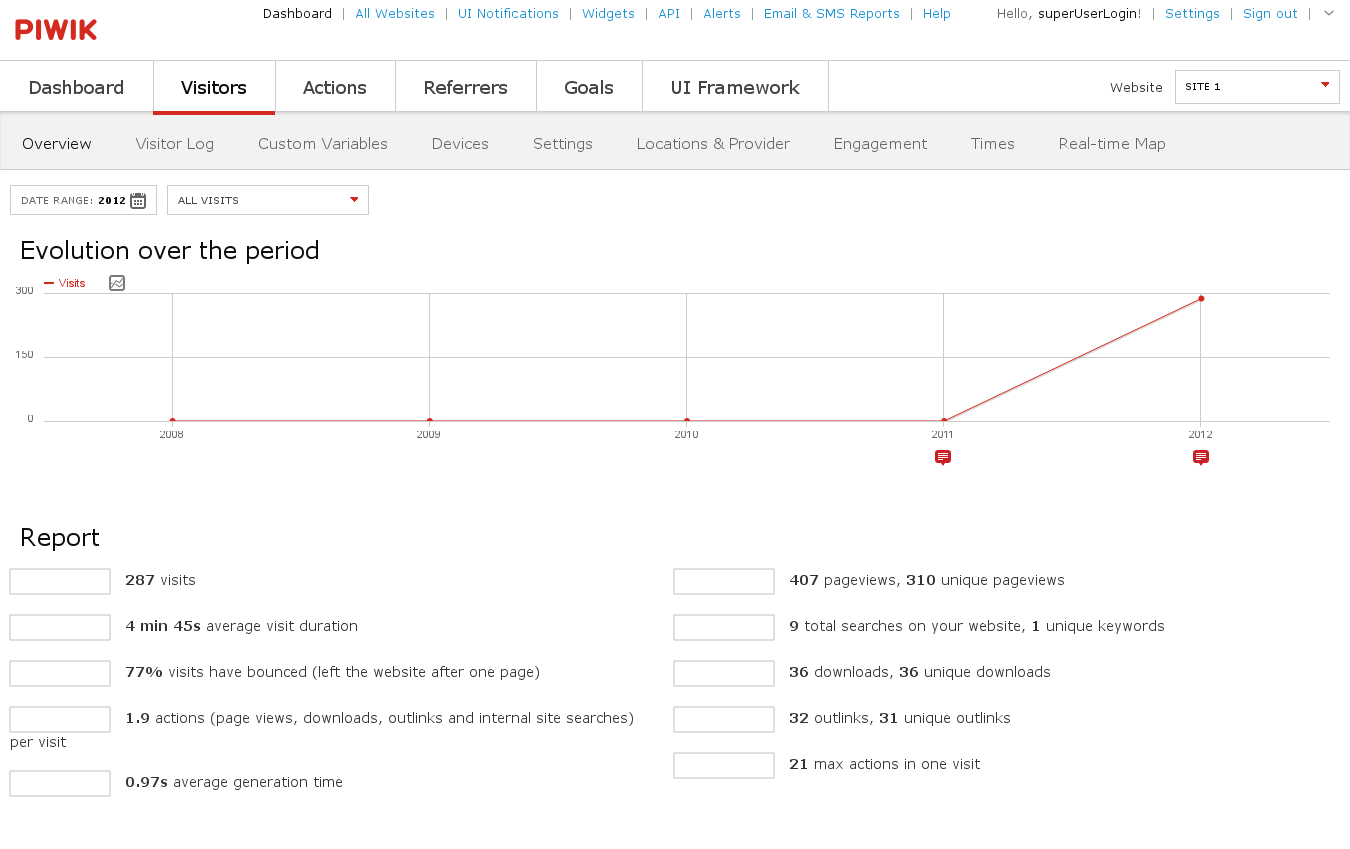 PIWIK
Dashboard | All Websites | UI Notifications | Widgets | API | Alerts | Email & SMS Reports | Help
Hello, superUserLogin! | Settings | Sign out |
Dashboard Visitors Actions Referrers Goals UI Framework
Website SITE 1
Overview Visitor Log Custom Variables Devices Settings Locations & Provider Engagement Times Real-time Map
DATE RANGE: 2012 ALL VISITS
Evolution over the period
Visits
300
150
0
2008 2009 2010 2011 2012
Report
287 visits
4 min 45s average visit duration
77% visits have bounced (left the website after one page)
1.9 actions (page views, downloads, outlinks and internal site searches)
per visit
0.97s average generation time
407 pageviews, 310 unique pageviews
9 total searches on your website, 1 unique keywords
36 downloads, 36 unique downloads
32 outlinks, 31 unique outlinks
21 max actions in one visit